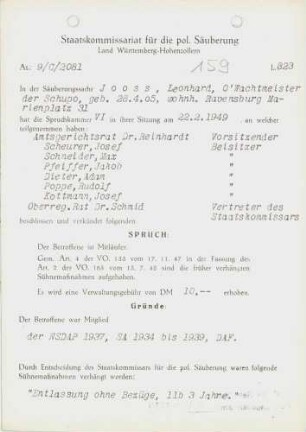 Staatskommissariat für die pol. Säuberung
Land Württemberg-Hohenzollern
Az: 9/C/2081
159
L823
In der Säuberungssache J o o s s, Leonhard, O'Wachtmeister
der Schupo, geb. 28.4.05, wohnh. Ravensburg Ma-
rienplatz 31
hat die Spruchkammer VI in ihrer Sitzung am 22.2.1949 , an welcher
teilgenommen haben:
Amtsgerichtsrat Dr. Reinhardt Vorsitzender
Scheurer, Josef Beisitzer
Schneider, Max "
Pfeiffer, Jakob "
Dieter, Adam "
Poppe, Rudolf "
Kottmann, Josef "
Oberreg.Rat Dr. Schmid Vertreter des
Staatskommissars
beschlossen und verkündet folgenden
SPRUCH:
Der Betroffene ist Mitläufer.
Gem. Art. 4 der VO. 133 vom 17. 11. 47 in der Fassung des
Art. 2 der VO. 165 vom 13. 7. 48 sind die früher verhängten
Sühnemaßnahmen aufgehoben.
Es wird eine Verwaltungsgebühr von DM 10,-- erhoben.
Gründe:
Der Betroffene war Mitglied
der NSDAP 1937, SA 1934 bis 1939, DAF.
Durch Entscheidung des Staatskommissars für die pol. Säuberung waren folgende
Sühnemaßnahmen verhängt worden:
"Entlassung ohne Bezüge, 11b 3 Jahre."